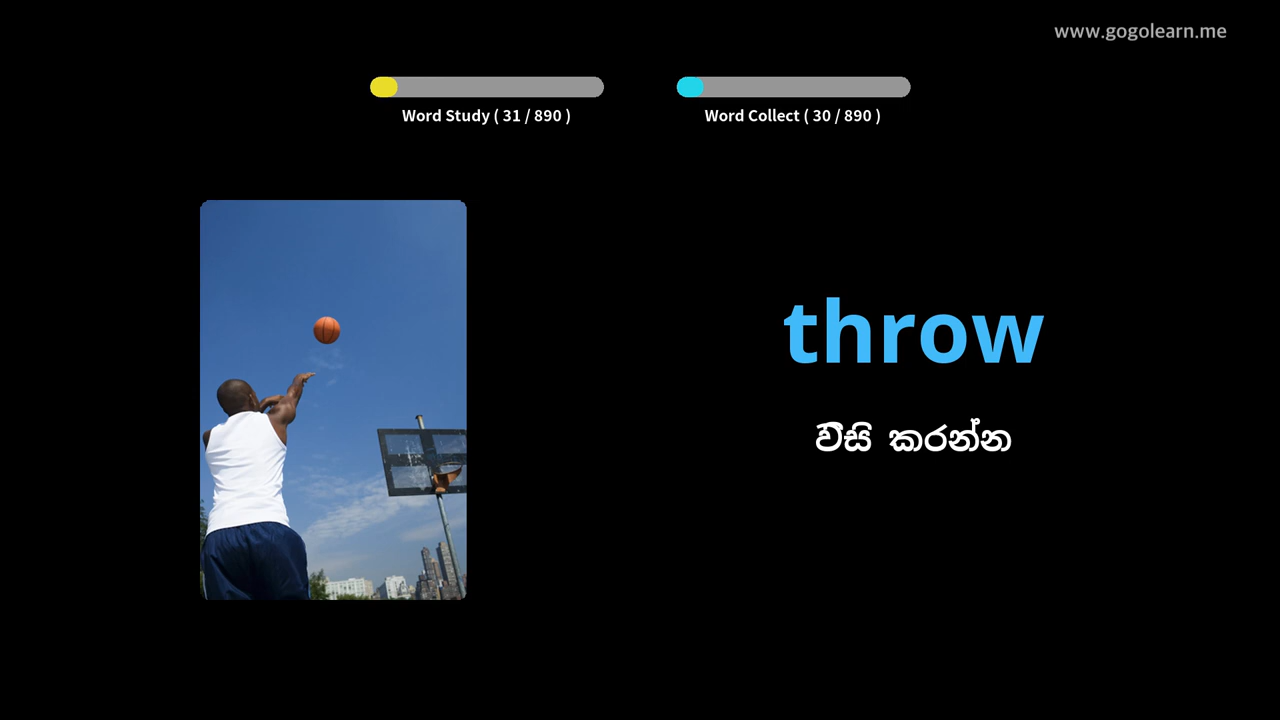 www.gogolearn.me
Word Study ( 31 / 890 )
Word Collect ( 30 / 890 )
throw
වීසි කරන්න